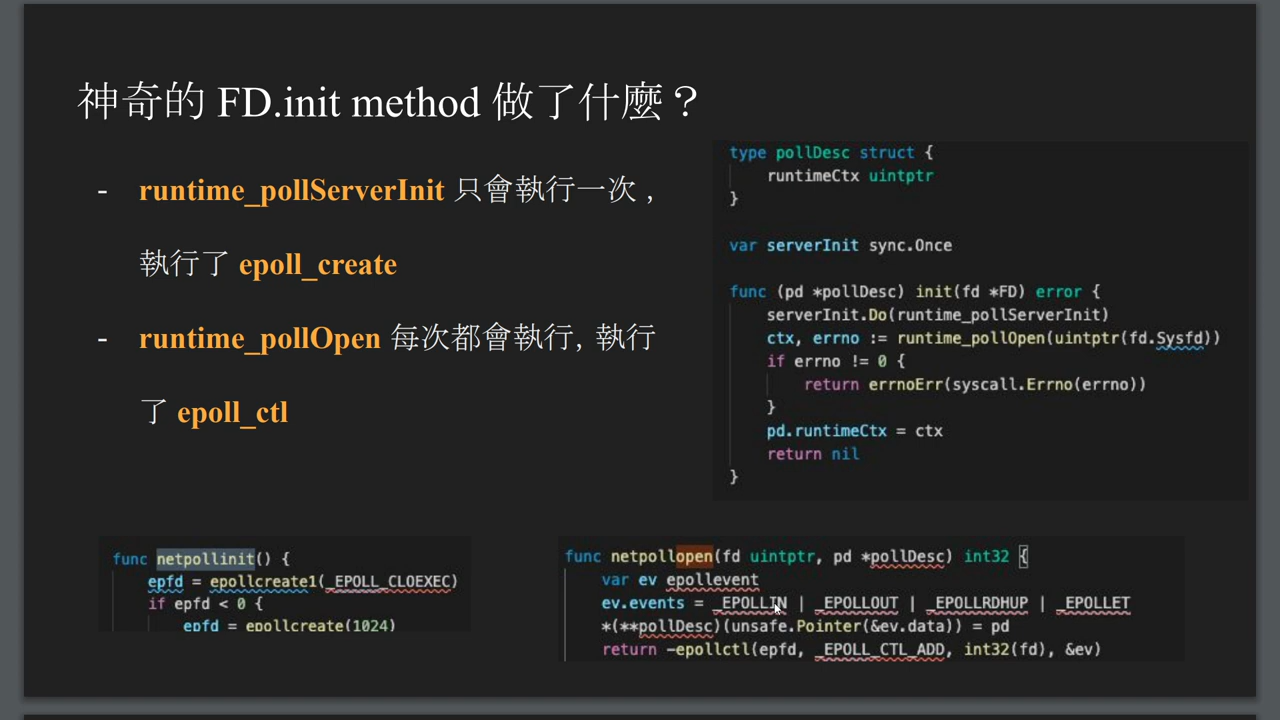 神奇的 FD.init method 做了什麼？
- runtime_pollServerInit 只會執行一次，
執行了 epoll_create
- runtime_pollOpen 每次都會執行, 執行
了 epoll_ctl
type pollDesc struct {
runtimeCtx uintptr
}
var serverInit sync.Once
func (pd *pollDesc) init(fd *FD) error {
serverInit.Do(runtime_pollServerInit)
ctx, errno := runtime_pollOpen(uintptr(fd.Sysfd))
if errno != 0 {
return errnoErr(syscall.Errno(errno))
}
pd.runtimeCtx = ctx
return nil
}
func netpollinit() {
epfd = epollcreate1(_EPOLL_CLOEXEC)
if epfd < 0 {
epfd = epollcreate(1024)
func netpollopen(fd uintptr, pd *pollDesc) int32 {
var ev epollevent
ev.events = _EPOLLIN | _EPOLLOUT | _EPOLLRDHUP | _EPOLLET
*(**pollDesc)(unsafe.Pointer(&ev.data)) = pd
return -epollctl(epfd, _EPOLL_CTL_ADD, int32(fd), &ev)